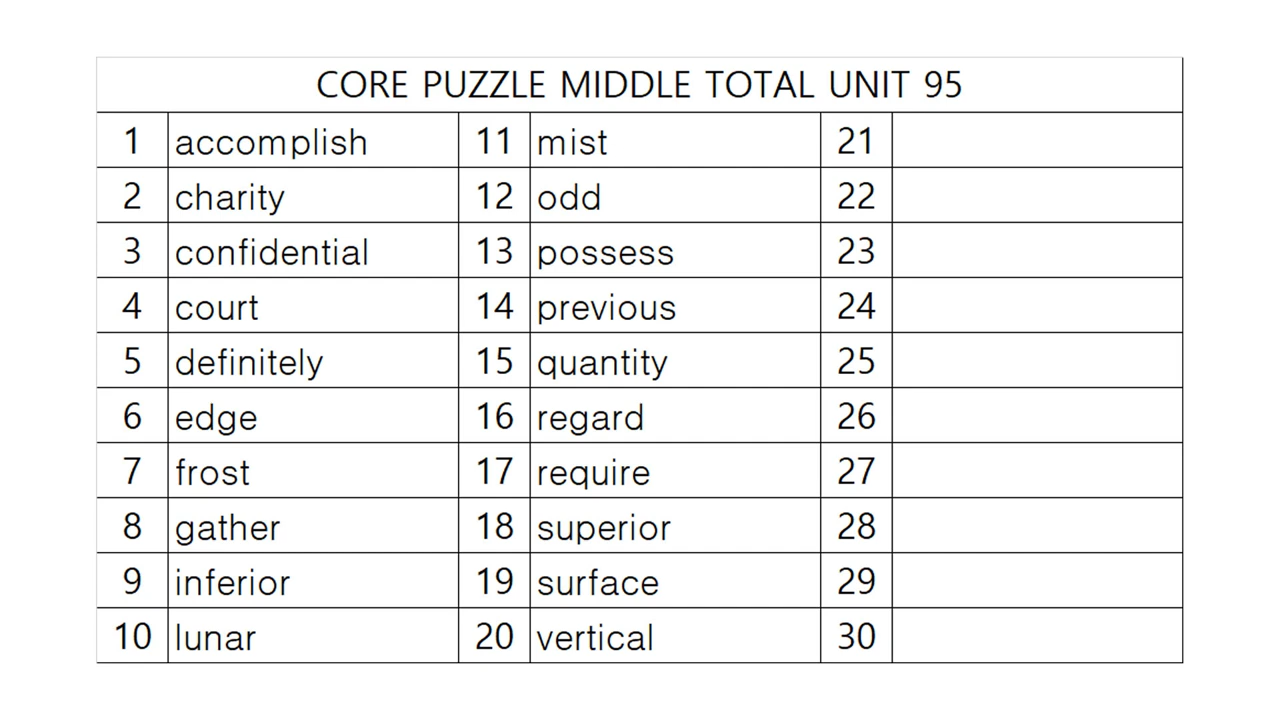 CORE PUZZLE MIDDLE TOTAL UNIT 95
1 accomplish 11 mist 21
2 charity 12 odd 22
3 confidential 13 possess 23
4 court 14 previous 24
5 definitely 15 quantity 25
6 edge 16 regard 26
7 frost 17 require 27
8 gather 18 superior 28
9 inferior 19 surface 29
10 lunar 20 vertical 30